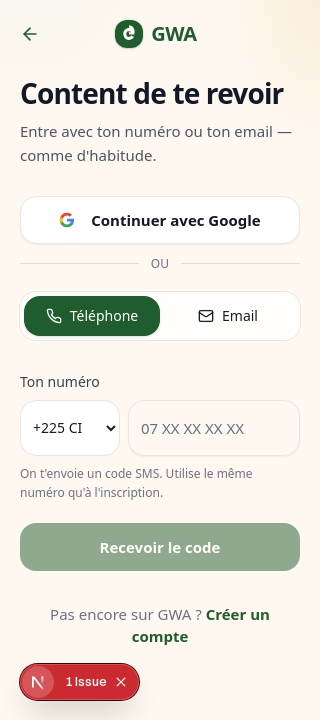 GWA
Content de te revoir
Entre avec ton numéro ou ton email —
comme d'habitude.
Continuer avec Google
OU
Téléphone
Email
Ton numéro
+225 CI
07 XX XX XX XX
On t'envoie un code SMS. Utilise le même
numéro qu'à l'inscription.
Recevoir le code
Pas encore sur GWA ? Créer un
compte
N 1 Issue